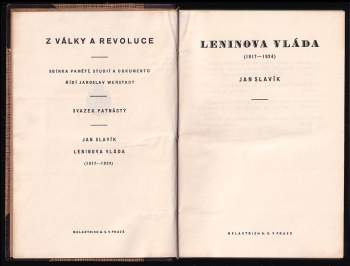 Z VÁLKY A REVOLUCE
SBÍRKA PAMĚTÍ, STUDIÍ A DOKUMENTŮ
ŘÍDÍ JAROSLAV WERSTADT
SVAZEK PATNÁCTÝ
JAN SLAVÍK
LENINOVA VLÁDA
(1917—1924)
MELANTRICH A. S. V PRAZE
LENINOVA VLÁDA
(1917—1924)
JAN SLAVÍK
MELANTRICH A. S. V PRAZE